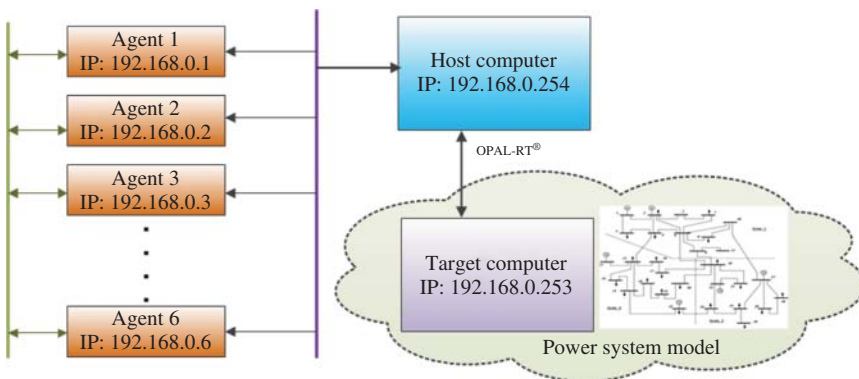 Agent 1
IP: 192.168.0.1
Agent 2
IP: 192.168.0.2
Agent 3
IP: 192.168.0.3
Agent 6
IP: 192.168.0.6
Host computer
IP: 192.168.0.254
OPAL-RT®
Target computer
IP: 192.168.0.253
Power system model